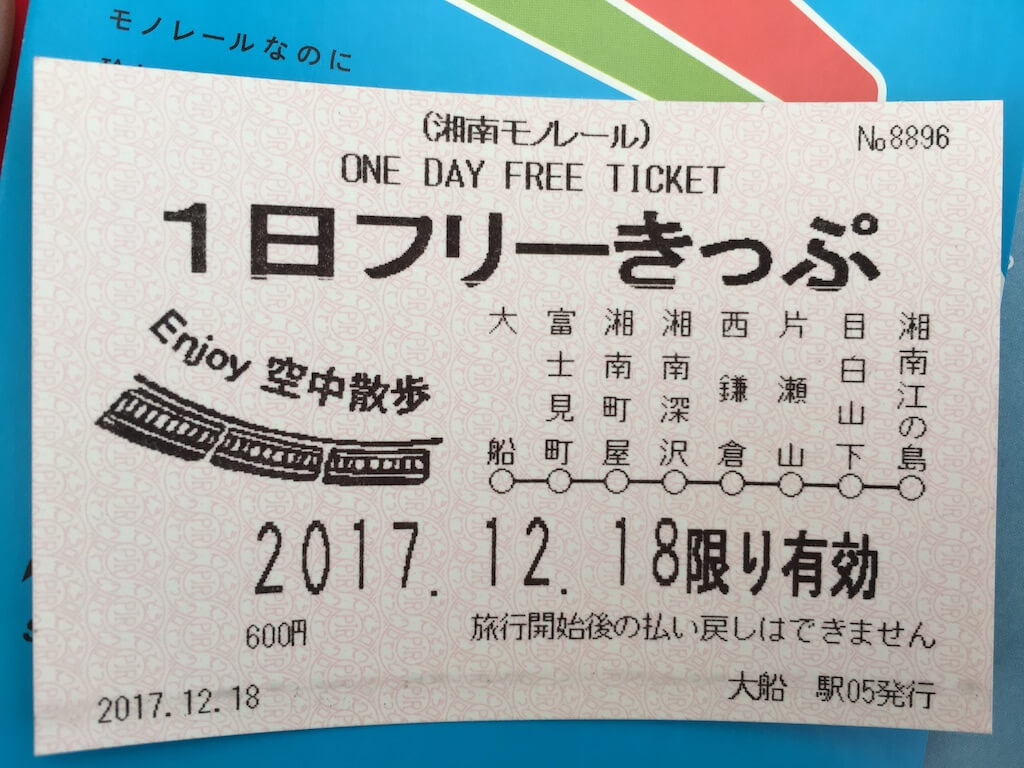 モノレールなのに
(湘南モノレール)
№8896
ONE DAY FREE TICKET
1日フリーきっぷ
Enjoy 空中散歩
大船
富士見町
湘南町屋
湘南深沢
西鎌倉
片瀬山
目白山下
湘南江の島
2017.12.18限り有効
600円
旅行開始後の払い戻しはできません
2017.12.18
大船 駅05発行